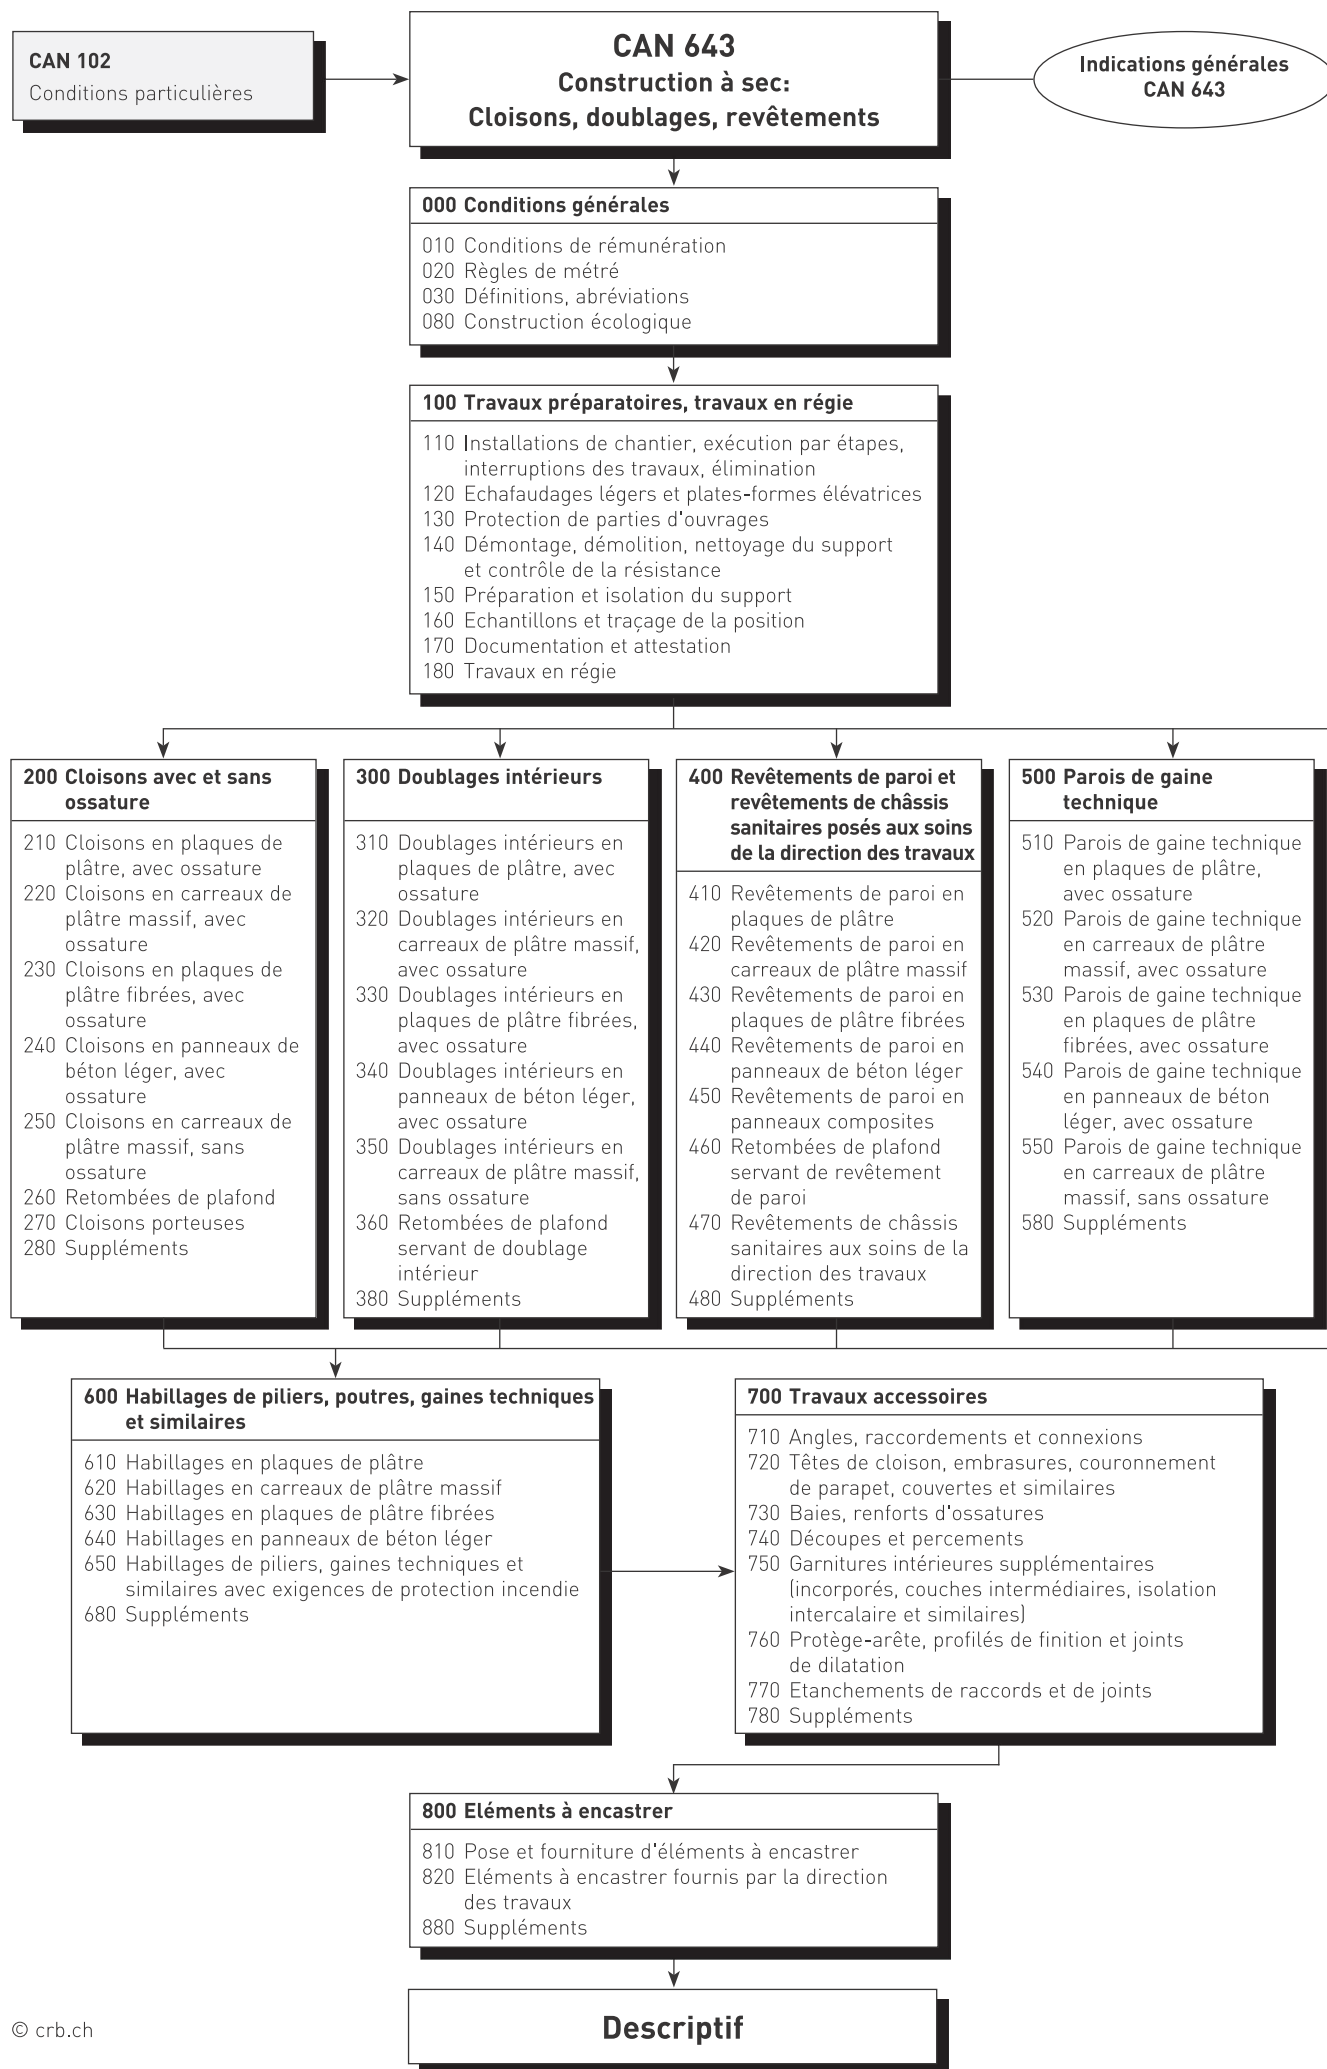 CAN 102
Conditions particulières
CAN 643
Construction à sec:
Cloisons, doublages, revêtements
Indications générales
CAN 643
000 Conditions générales
010 Conditions de rémunération
020 Règles de métré
030 Définitions, abréviations
080 Construction écologique
100 Travaux préparatoires, travaux en régie
110 Installations de chantier, exécution par étapes,
interruptions des travaux, élimination
120 Echafaudages légers et plates-formes élévatrices
130 Protection de parties d'ouvrages
140 Démontage, démolition, nettoyage du support
et contrôle de la résistance
150 Préparation et isolation du support
160 Echantillons et traçage de la position
170 Documentation et attestation
180 Travaux en régie
200 Cloisons avec et sans
ossature
210 Cloisons en plaques de
plâtre, avec ossature
220 Cloisons en carreaux de
plâtre massif, avec
ossature
230 Cloisons en plaques de
plâtre fibrées, avec
ossature
240 Cloisons en panneaux de
béton léger, avec
ossature
250 Cloisons en carreaux de
plâtre massif, sans
ossature
260 Retombées de plafond
270 Cloisons porteuses
280 Suppléments
300 Doublages intérieurs
310 Doublages intérieurs en
plaques de plâtre, avec
ossature
320 Doublages intérieurs en
carreaux de plâtre massif,
avec ossature
330 Doublages intérieurs en
plaques de plâtre fibrées,
avec ossature
340 Doublages intérieurs en
panneaux de béton léger,
avec ossature
350 Doublages intérieurs en
carreaux de plâtre massif,
sans ossature
360 Retombées de plafond
servant de doublage
intérieur
380 Suppléments
400 Revêtements de paroi et
revêtements de châssis
sanitaires posés aux soins
de la direction des travaux
410 Revêtements de paroi en
plaques de plâtre
420 Revêtements de paroi en
carreaux de plâtre massif
430 Revêtements de paroi en
plaques de plâtre fibrées
440 Revêtements de paroi en
panneaux de béton léger
450 Revêtements de paroi en
panneaux composites
460 Retombées de plafond
servant de revêtement
de paroi
470 Revêtements de châssis
sanitaires aux soins de la
direction des travaux
480 Suppléments
500 Parois de gaine
technique
510 Parois de gaine technique
en plaques de plâtre,
avec ossature
520 Parois de gaine technique
en carreaux de plâtre
massif, avec ossature
530 Parois de gaine technique
en plaques de plâtre
fibrées, avec ossature
540 Parois de gaine technique
en panneaux de béton
léger, avec ossature
550 Parois de gaine technique
en carreaux de plâtre
massif, sans ossature
580 Suppléments
600 Habillages de piliers, poutres, gaines techniques
et similaires
610 Habillages en plaques de plâtre
620 Habillages en carreaux de plâtre massif
630 Habillages en plaques de plâtre fibrées
640 Habillages en panneaux de béton léger
650 Habillages de piliers, gaines techniques et
similaires avec exigences de protection incendie
680 Suppléments
700 Travaux accessoires
710 Angles, raccordements et connexions
720 Têtes de cloison, embrasures, couronnement
de parapet, couvertes et similaires
730 Baies, renforts d'ossatures
740 Découpes et percements
750 Garnitures intérieures supplémentaires
(incorporés, couches intermédiaires, isolation
intercalaire et similaires)
760 Protège-arête, profilés de finition et joints
de dilatation
770 Etanchements de raccords et de joints
780 Suppléments
800 Eléments à encastrer
810 Pose et fourniture d'éléments à encastrer
820 Eléments à encastrer fournis par la direction
des travaux
880 Suppléments
Descriptif
© crb.ch